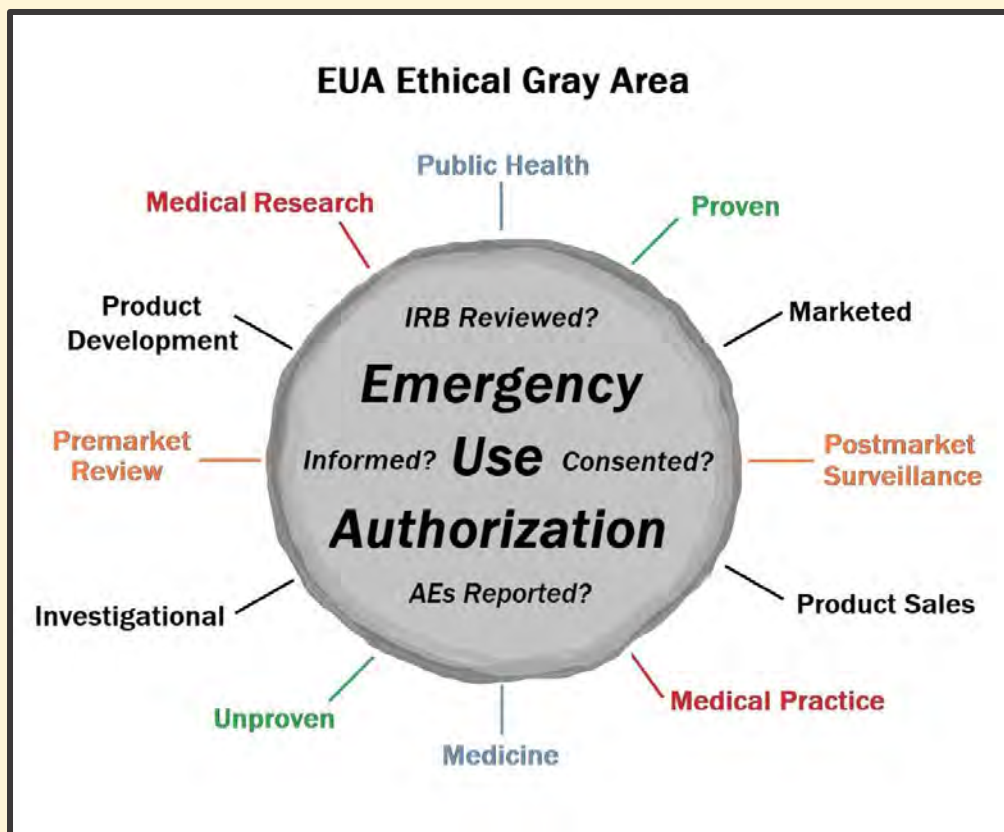 EUA Ethical Gray Area
Public Health
Medical Research
Proven
Product
Development
IRB Reviewed?
Marketed
Emergency
Premarket
Review
Informed? Use Consented?
Postmarket
Surveillance
Authorization
Investigational
AEs Reported?
Product Sales
Unproven
Medical Practice
Medicine